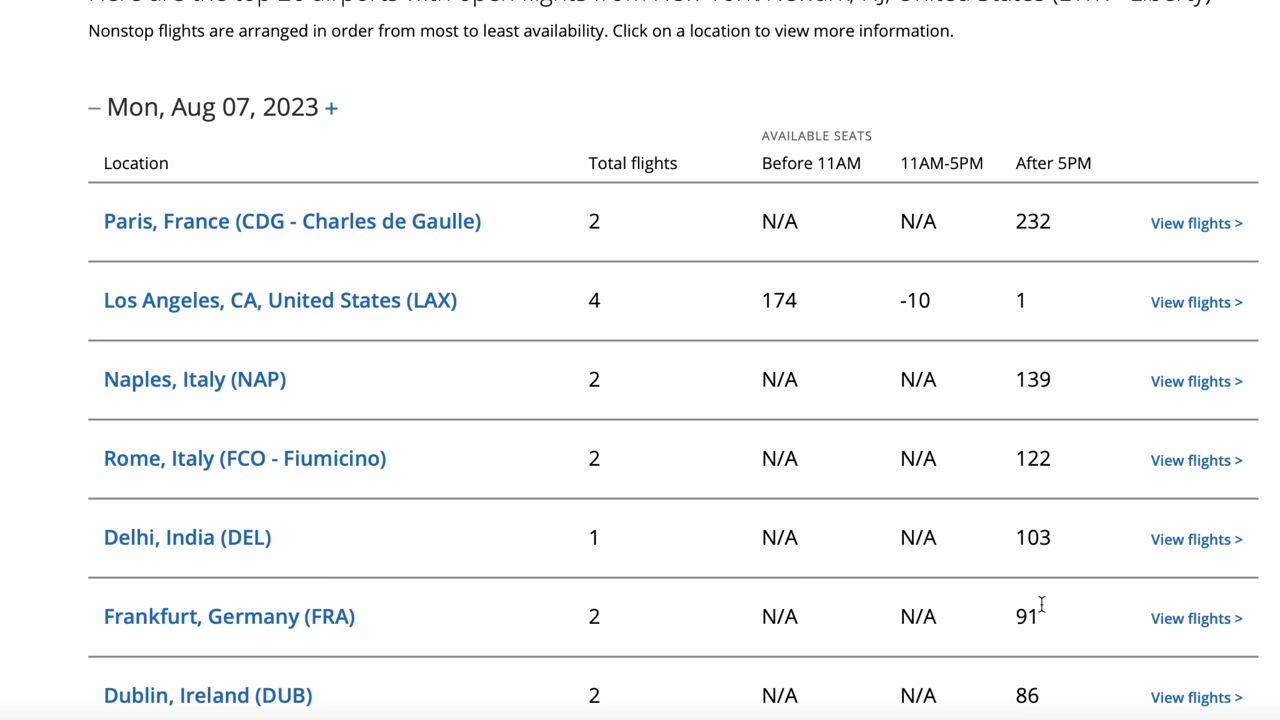 Nonstop flights are arranged in order from most to least availability. Click on a location to view more information.
– Mon, Aug 07, 2023 +
AVAILABLE SEATS
Location Total flights Before 11AM 11AM-5PM After 5PM
Paris, France (CDG - Charles de Gaulle) 2 N/A N/A 232 View flights >
Los Angeles, CA, United States (LAX) 4 174 -10 1 View flights >
Naples, Italy (NAP) 2 N/A N/A 139 View flights >
Rome, Italy (FCO - Fiumicino) 2 N/A N/A 122 View flights >
Delhi, India (DEL) 1 N/A N/A 103 View flights >
Frankfurt, Germany (FRA) 2 N/A N/A 91 View flights >
Dublin, Ireland (DUB) 2 N/A N/A 86 View flights >